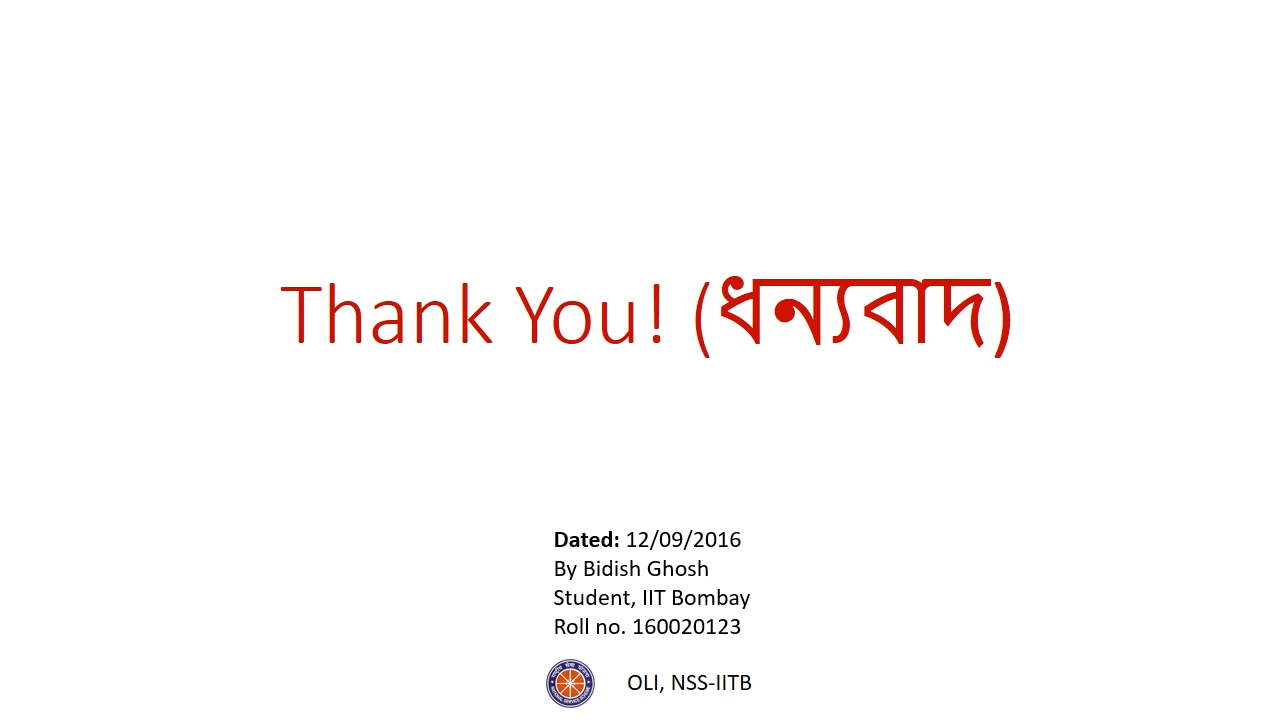 Thank You! (ধন্যবাদ)
Dated: 12/09/2016
By Bidish Ghosh
Student, IIT Bombay
Roll no. 160020123
OLI, NSS-IITB